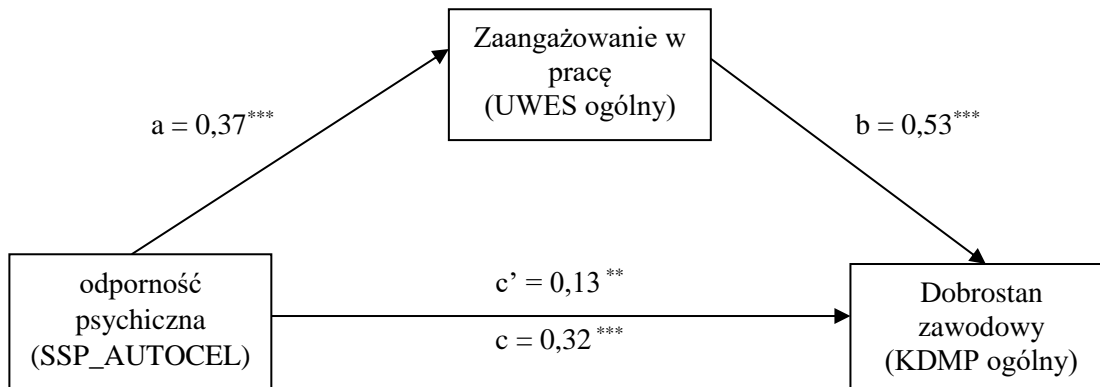 Zaangażowanie w
pracę
(UWES ogólny)
a = 0,37***
b = 0,53***
odporność
psychiczna
(SSP_AUTOCEL)
c’ = 0,13 **
c = 0,32 ***
Dobrostan
zawodowy
(KDMP ogólny)